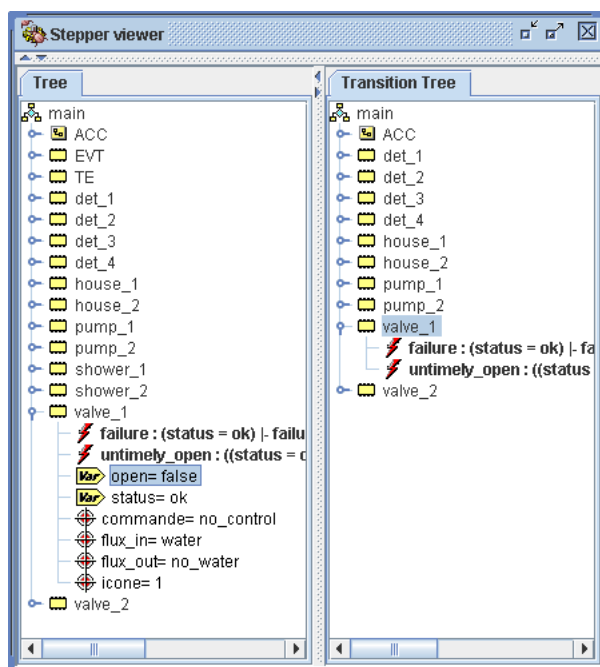 Stepper viewer
Tree
main
ACC
EVT
TE
det_1
det_2
det_3
det_4
house_1
house_2
pump_1
pump_2
shower_1
shower_2
valve_1
failure : (status = ok) |- failu
untimely_open : ((status = o
Var open= false
Var status= ok
commande= no_control
flux_in= water
flux_out= no_water
icone= 1
valve_2
Transition Tree
main
ACC
det_1
det_2
det_3
det_4
house_1
house_2
pump_1
pump_2
valve_1
failure : (status = ok) |- fa
untimely_open : ((status
valve_2